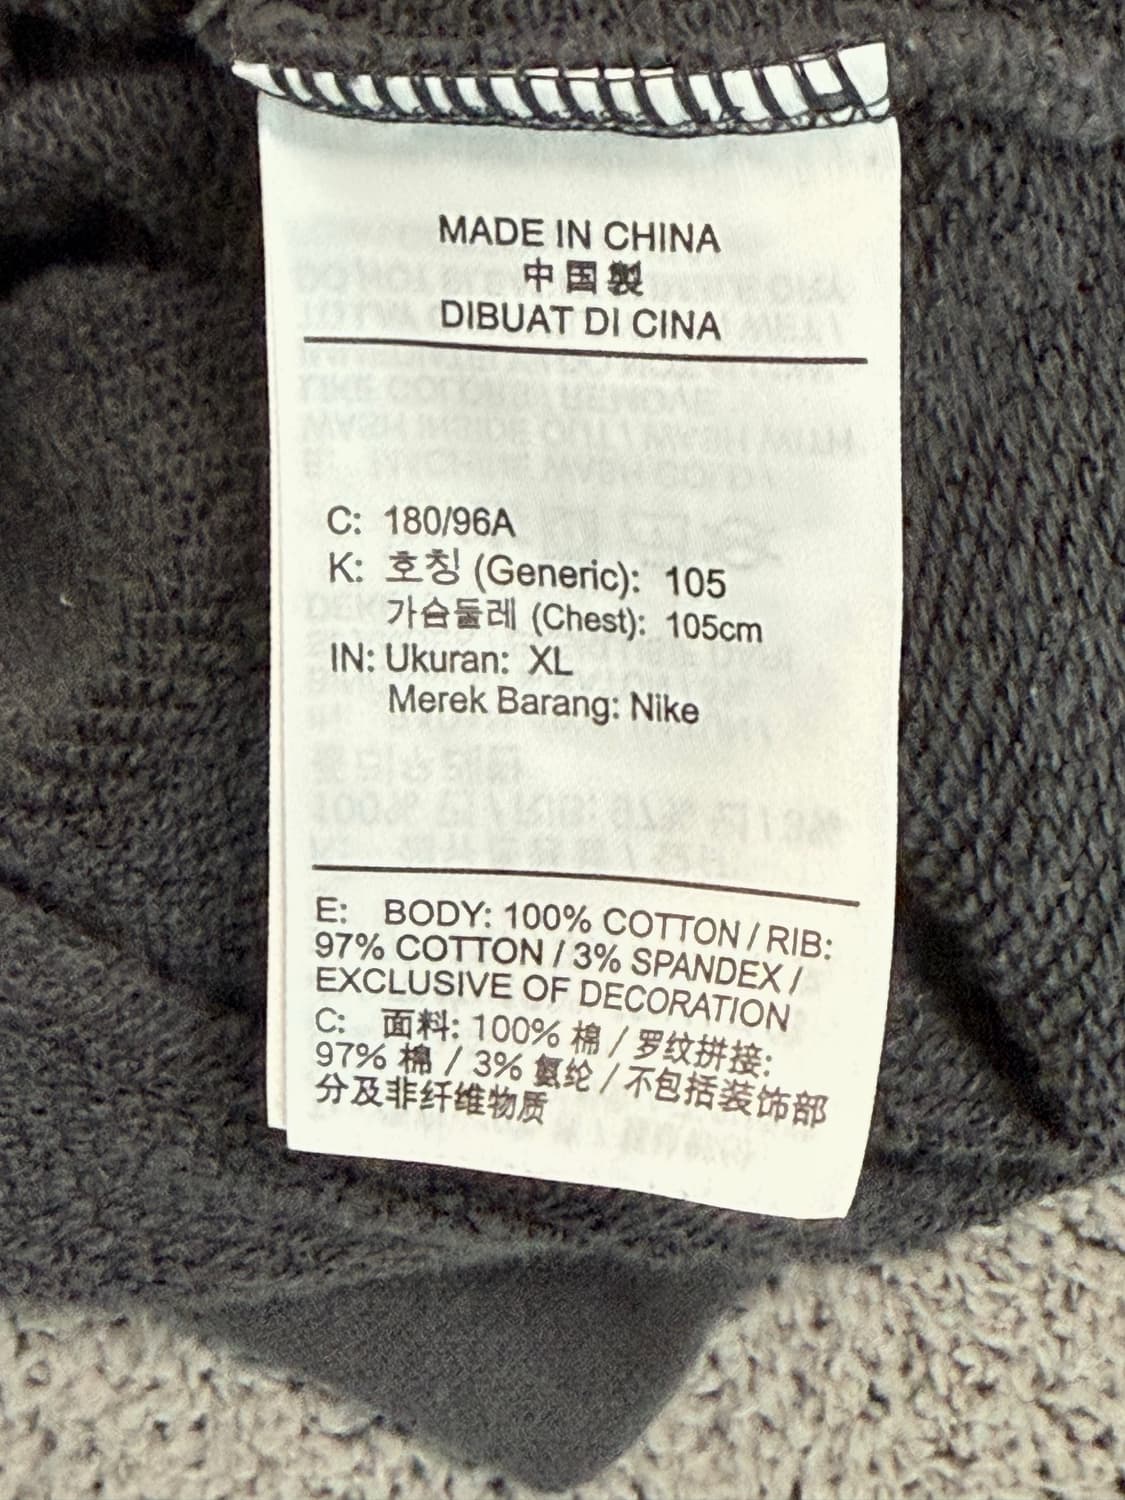 MADE IN CHINA
中国製
DIBUAT DI CINA
C: 180/96A
K: 호칭 (Generic): 105
가슴둘레 (Chest): 105cm
IN: Ukuran: XL
Merek Barang: Nike
E: BODY: 100% COTTON / RIB:
97% COTTON / 3% SPANDEX /
EXCLUSIVE OF DECORATION
C: 面料: 100% 棉 / 罗纹拼接:
97% 棉 / 3% 氨纶 / 不包括装饰部
分及非纤维物质